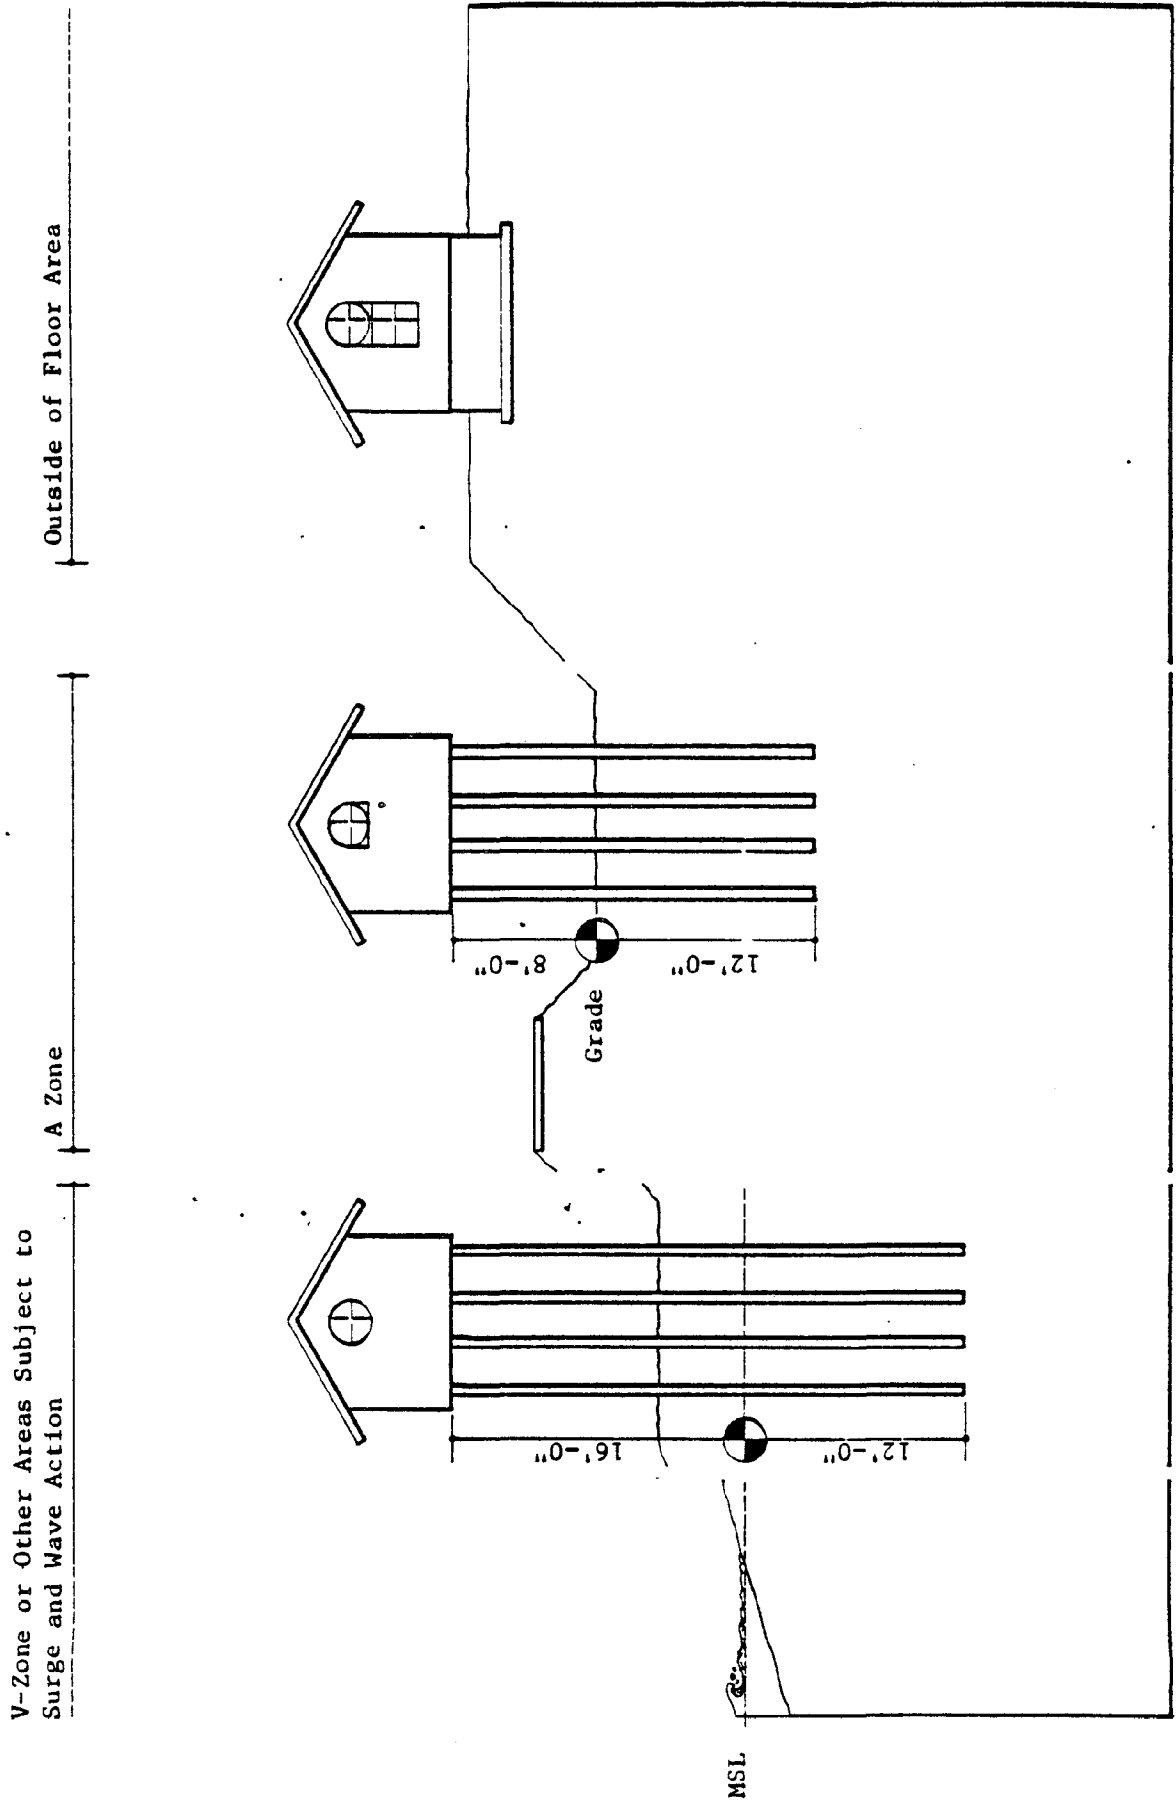 V-Zone or Other Areas Subject to
Surge and Wave Action
A Zone
Outside of Floor Area
16'-0"
12'-0"
MSL
8'-0"
12'-0"
Grade